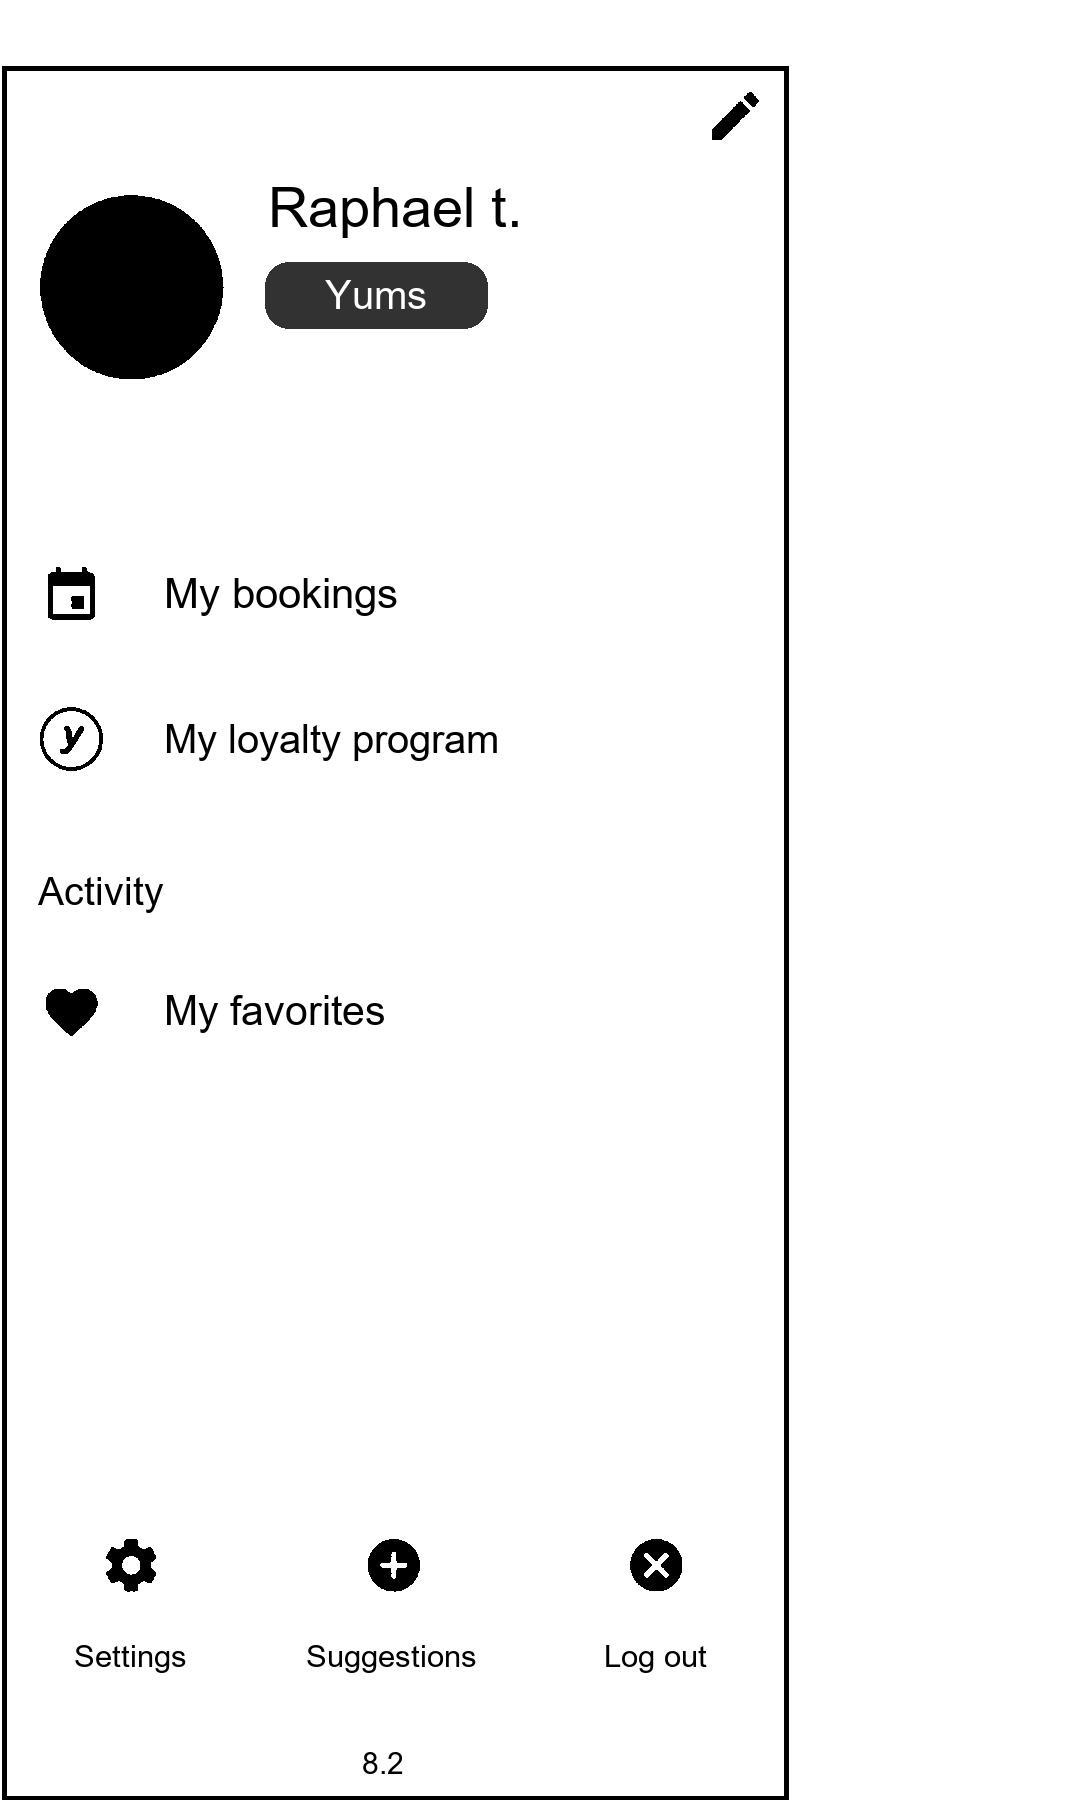 Raphael t.
Yums
My bookings
y
My loyalty program
Activity
My favorites
Settings
Suggestions
Log out
8.2